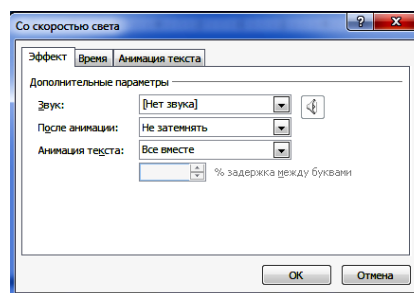 Со скоростью света
Эффект Время Анимация текста
Дополнительные параметры
Звук: [Нет звука]
После анимации: Не затемнять
Анимация текста: Все вместе
% задержка между буквами
ОК Отмена